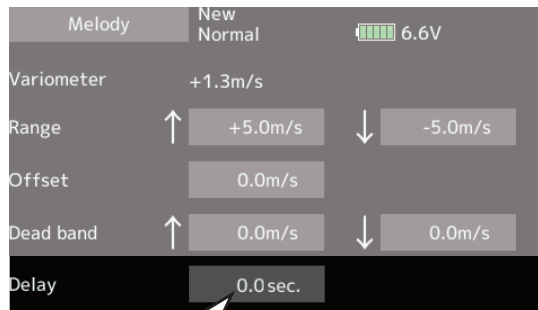 Melody New Normal 6.6V
Variometer +1.3m/s
Range ↑ +5.0m/s ↓ -5.0m/s
Offset 0.0m/s
Dead band ↑ 0.0m/s ↓ 0.0m/s
Delay 0.0 sec.